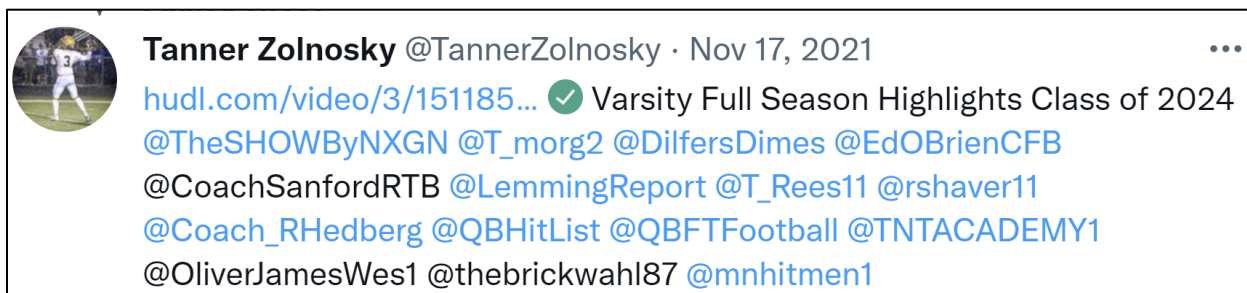 Tanner Zolnosky @TannerZolnosky · Nov 17, 2021
hudl.com/video/3/151185... ✅ Varsity Full Season Highlights Class of 2024
@TheSHOWByNXGN @T_morg2 @DilfersDimes @EdOBrienCFB
@CoachSanfordRTB @LemmingReport @T_Rees11 @rshaver11
@Coach_RHedberg @QBHitList @QBFTFootball @TNTACADEMY1
@OliverJamesWes1 @thebrickwahl87 @mnhitmen1